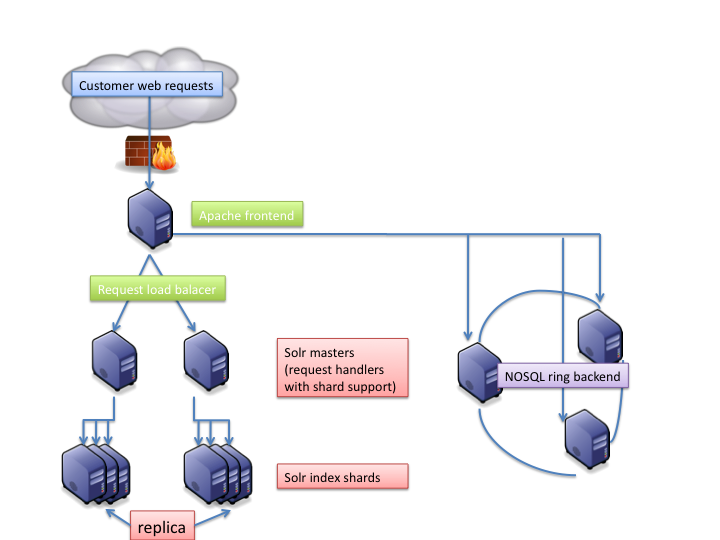 Customer web requests
Apache frontend
Request load balacer
Solr masters
(request handlers
with shard support)
NOSQL ring backend
Solr index shards
replica